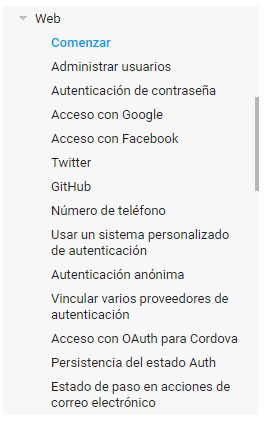 Web
Comenzar
Administrar usuarios
Autenticación de contraseña
Acceso con Google
Acceso con Facebook
Twitter
GitHub
Número de teléfono
Usar un sistema personalizado
de autenticación
Autenticación anónima
Vincular varios proveedores de
autenticación
Acceso con OAuth para Cordova
Persistencia del estado Auth
Estado de paso en acciones de
correo electrónico